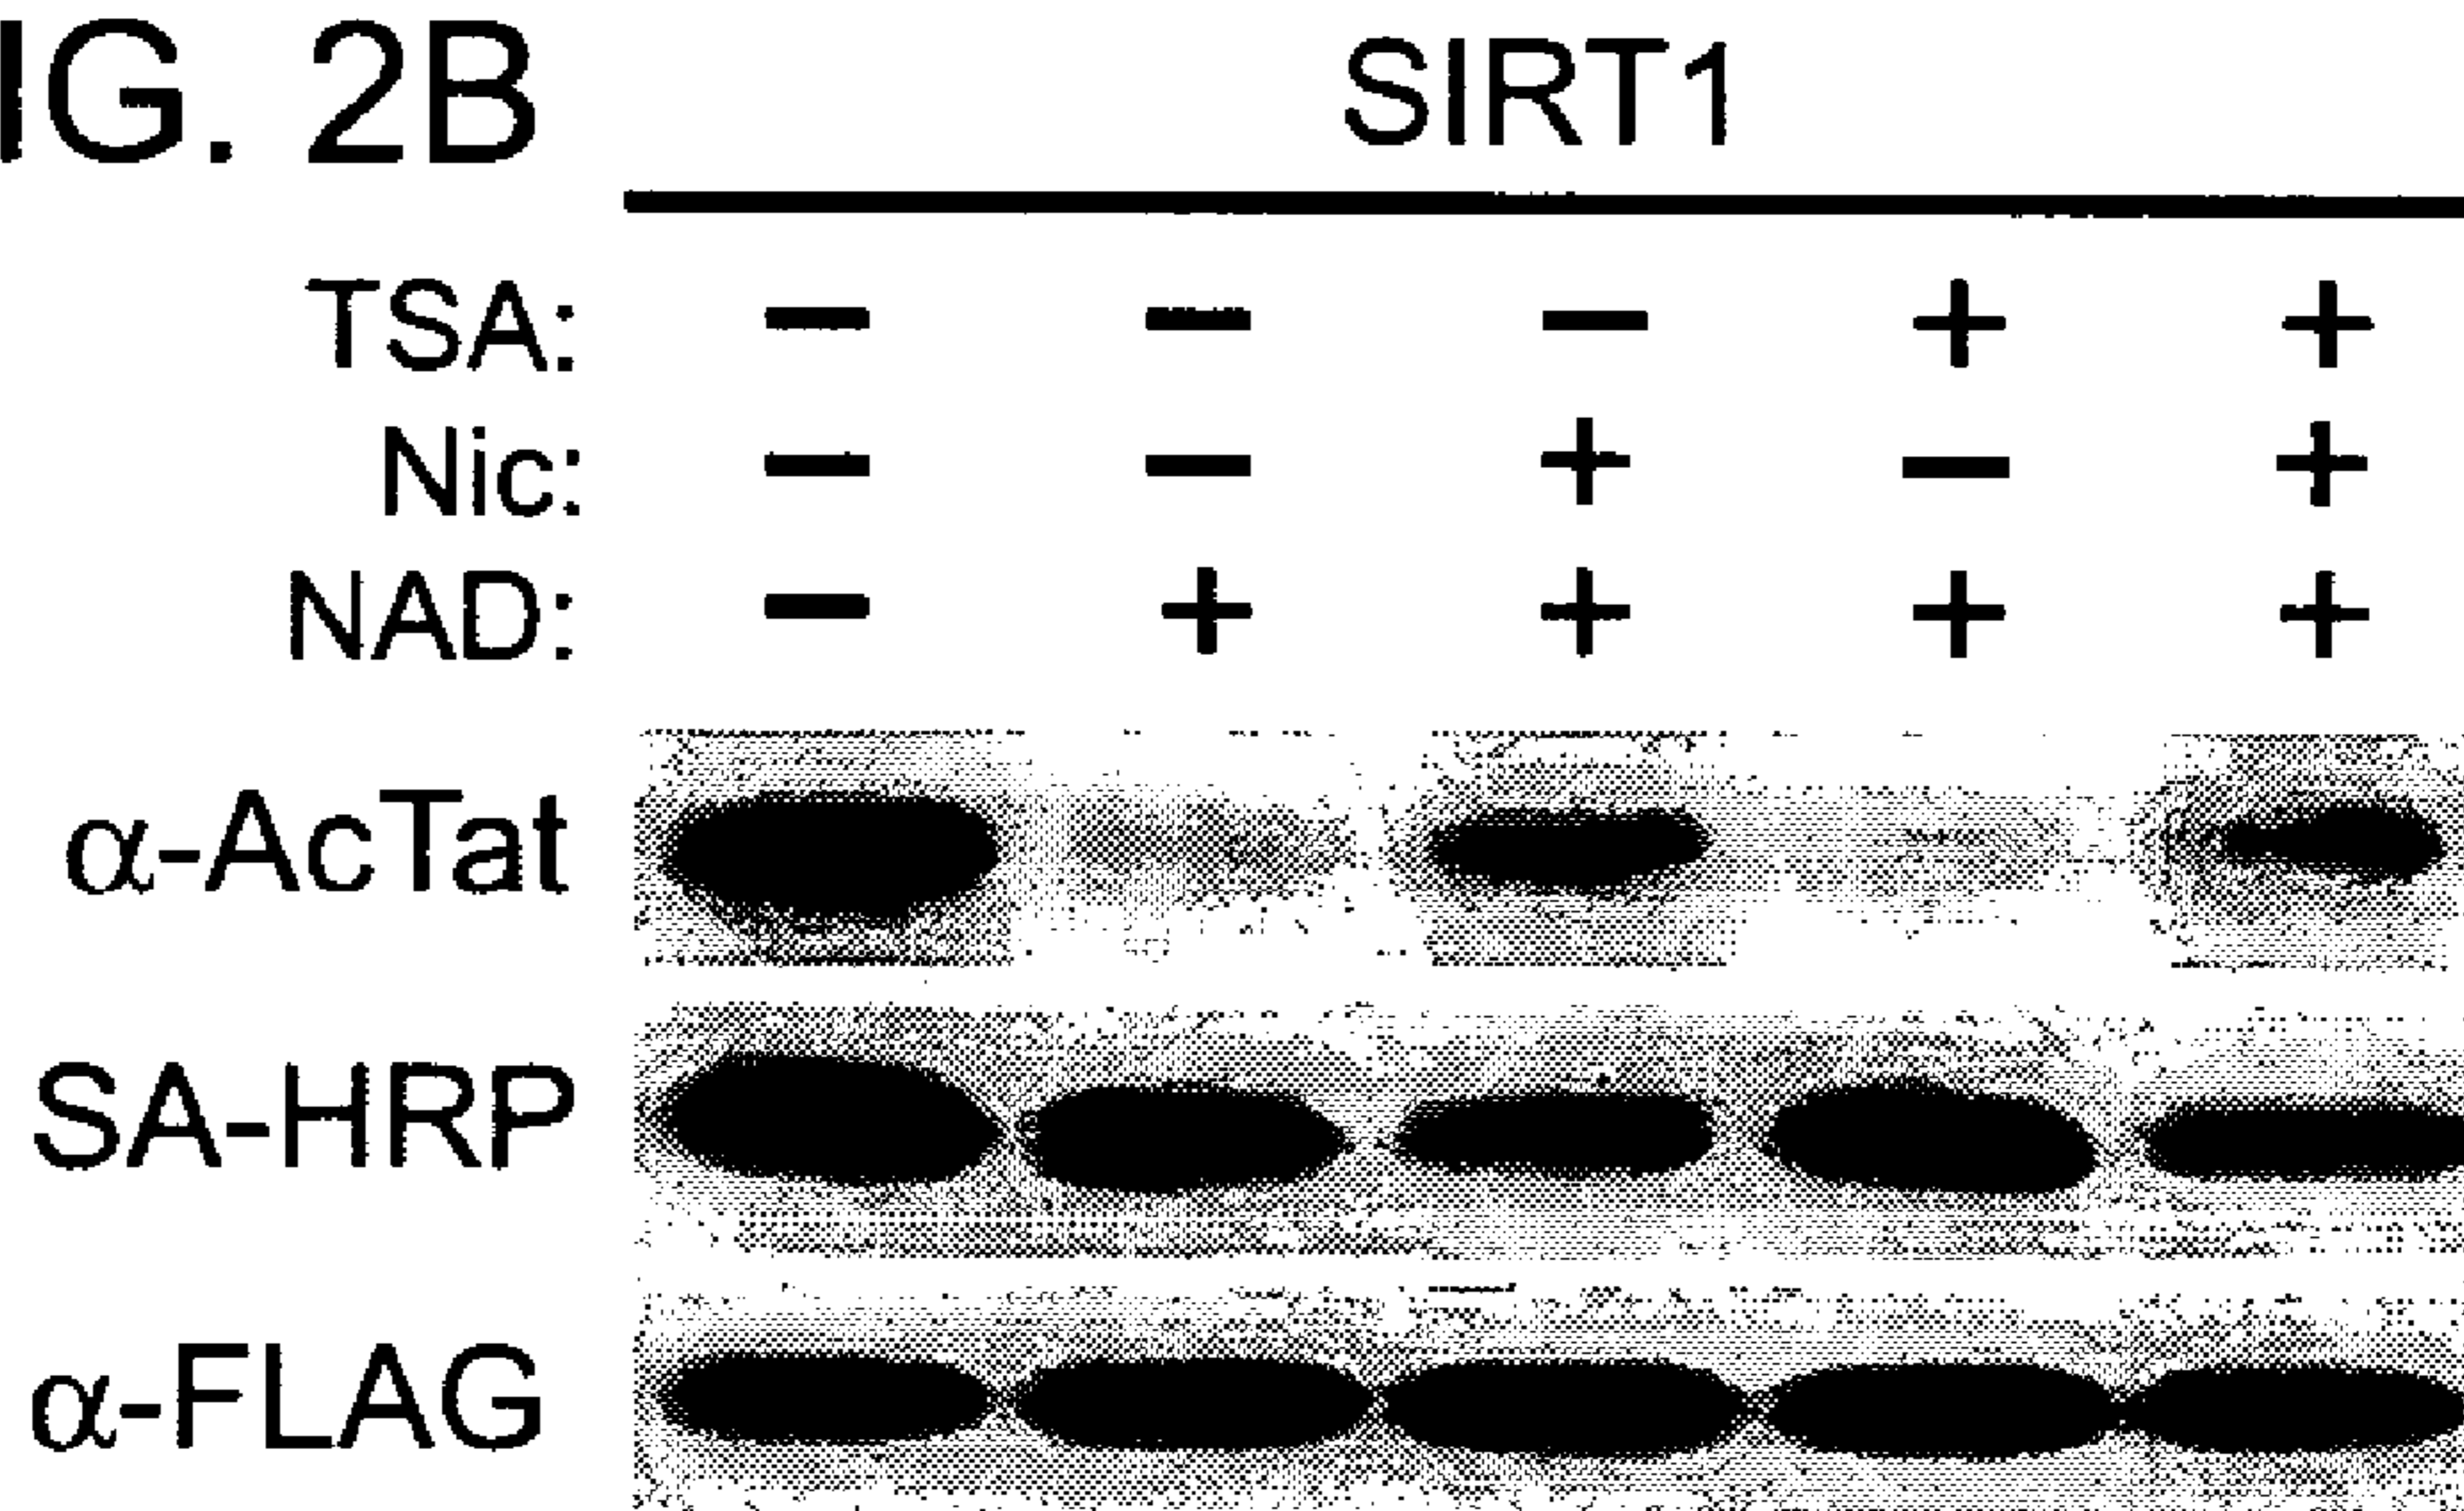 IG. 2B
SIRT1
TSA: — — — + +
Nic: — — + — +
NAD: — + + + +
α-AcTat
SA-HRP
α-FLAG